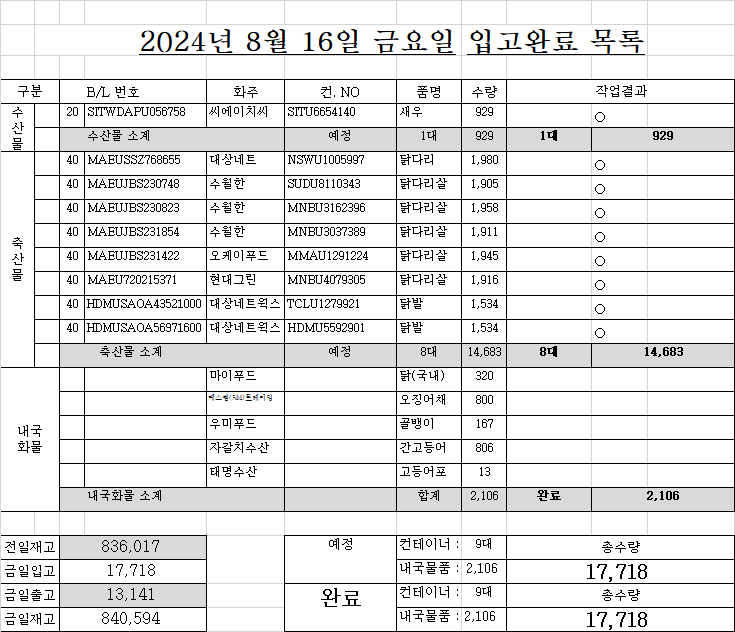 2024년 8월 16일 금요일 입고완료 목록
구분 B/L 번호 화주 컨. NO 품명 수량 작업결과
수산물
20 SITWDAPU056758 씨에이치씨 SITU6654140 새우 929 ○
수산물 소계 예정 1대 929 1대 929
축산물
40 MAEUSSZ768655 대상네트 NSWU1005997 닭다리 1,980 ○
40 MAEUJBS230748 수월한 SUDU8110343 닭다리살 1,905 ○
40 MAEUJBS230823 수월한 MNBU3162396 닭다리살 1,958 ○
40 MAEUJBS231854 수월한 MNBU3037389 닭다리살 1,911 ○
40 MAEUJBS231422 오케이푸드 MMAU1291224 닭다리살 1,945 ○
40 MAEU720215371 현대그린 MNBU4079305 닭다리살 1,916 ○
40 HDMUSAOA43521000 대상네트웍스 TCLU1279921 닭발 1,534 ○
40 HDMUSAOA56971600 대상네트웍스 HDMU5592901 닭발 1,534 ○
축산물 소계 예정 8대 14,683 8대 14,683
내국화물
마이푸드 닭(국내) 320
오징어채 800
우미푸드 골뱅이 167
자갈치수산 간고등어 806
태명수산 고등어포 13
내국화물 소계 합계 2,106 완료 2,106
전일재고 836,017 예정 컨테이너 : 9대 총수량
금일입고 17,718 내국물품 : 2,106 17,718
금일출고 13,141 완료 컨테이너 : 9대 총수량
금일재고 840,594 내국물품 : 2,106 17,718